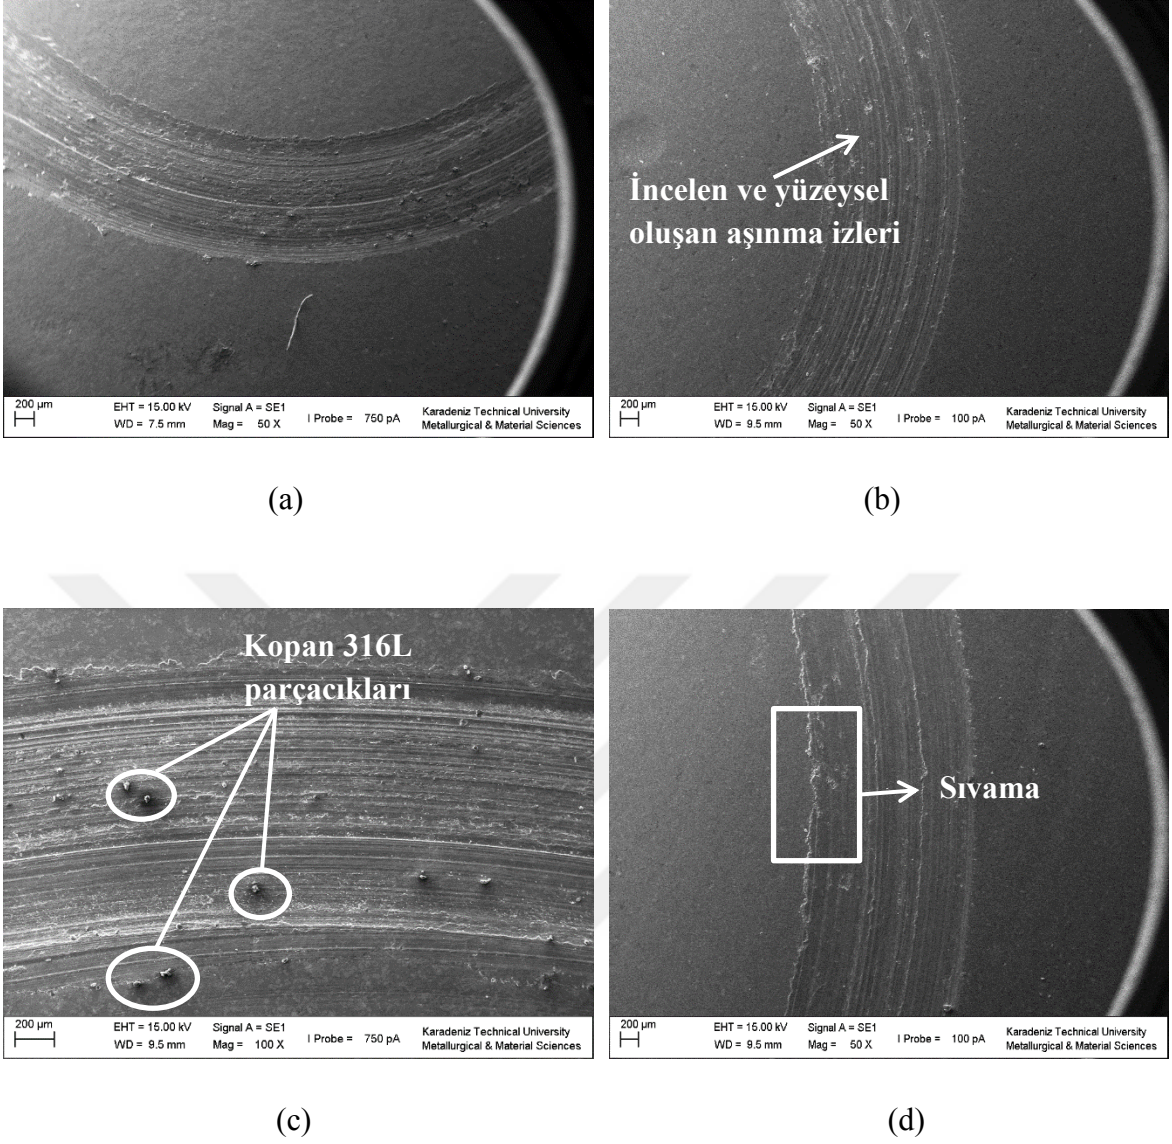 İncelen ve yüzeysel
oluşan aşınma izleri
200 µm
EHT = 15.00 kV
Signal A = SE1
I Probe = 750 pA
Karadeniz Technical University
WD = 7.5 mm
Mag = 50 X
Metallurgical & Material Sciences
200 µm
EHT = 15.00 kV
Signal A = SE1
I Probe = 100 pA
Karadeniz Technical University
WD = 9.5 mm
Mag = 50 X
Metallurgical & Material Sciences
(a)
(b)
Kopan 316L
parçacıkları
Sıvama
200 µm
EHT = 15.00 kV
Signal A = SE1
I Probe = 750 pA
Karadeniz Technical University
WD = 9.5 mm
Mag = 100 X
Metallurgical & Material Sciences
200 µm
EHT = 15.00 kV
Signal A = SE1
I Probe = 100 pA
Karadeniz Technical University
WD = 9.5 mm
Mag = 50 X
Metallurgical & Material Sciences
(c)
(d)